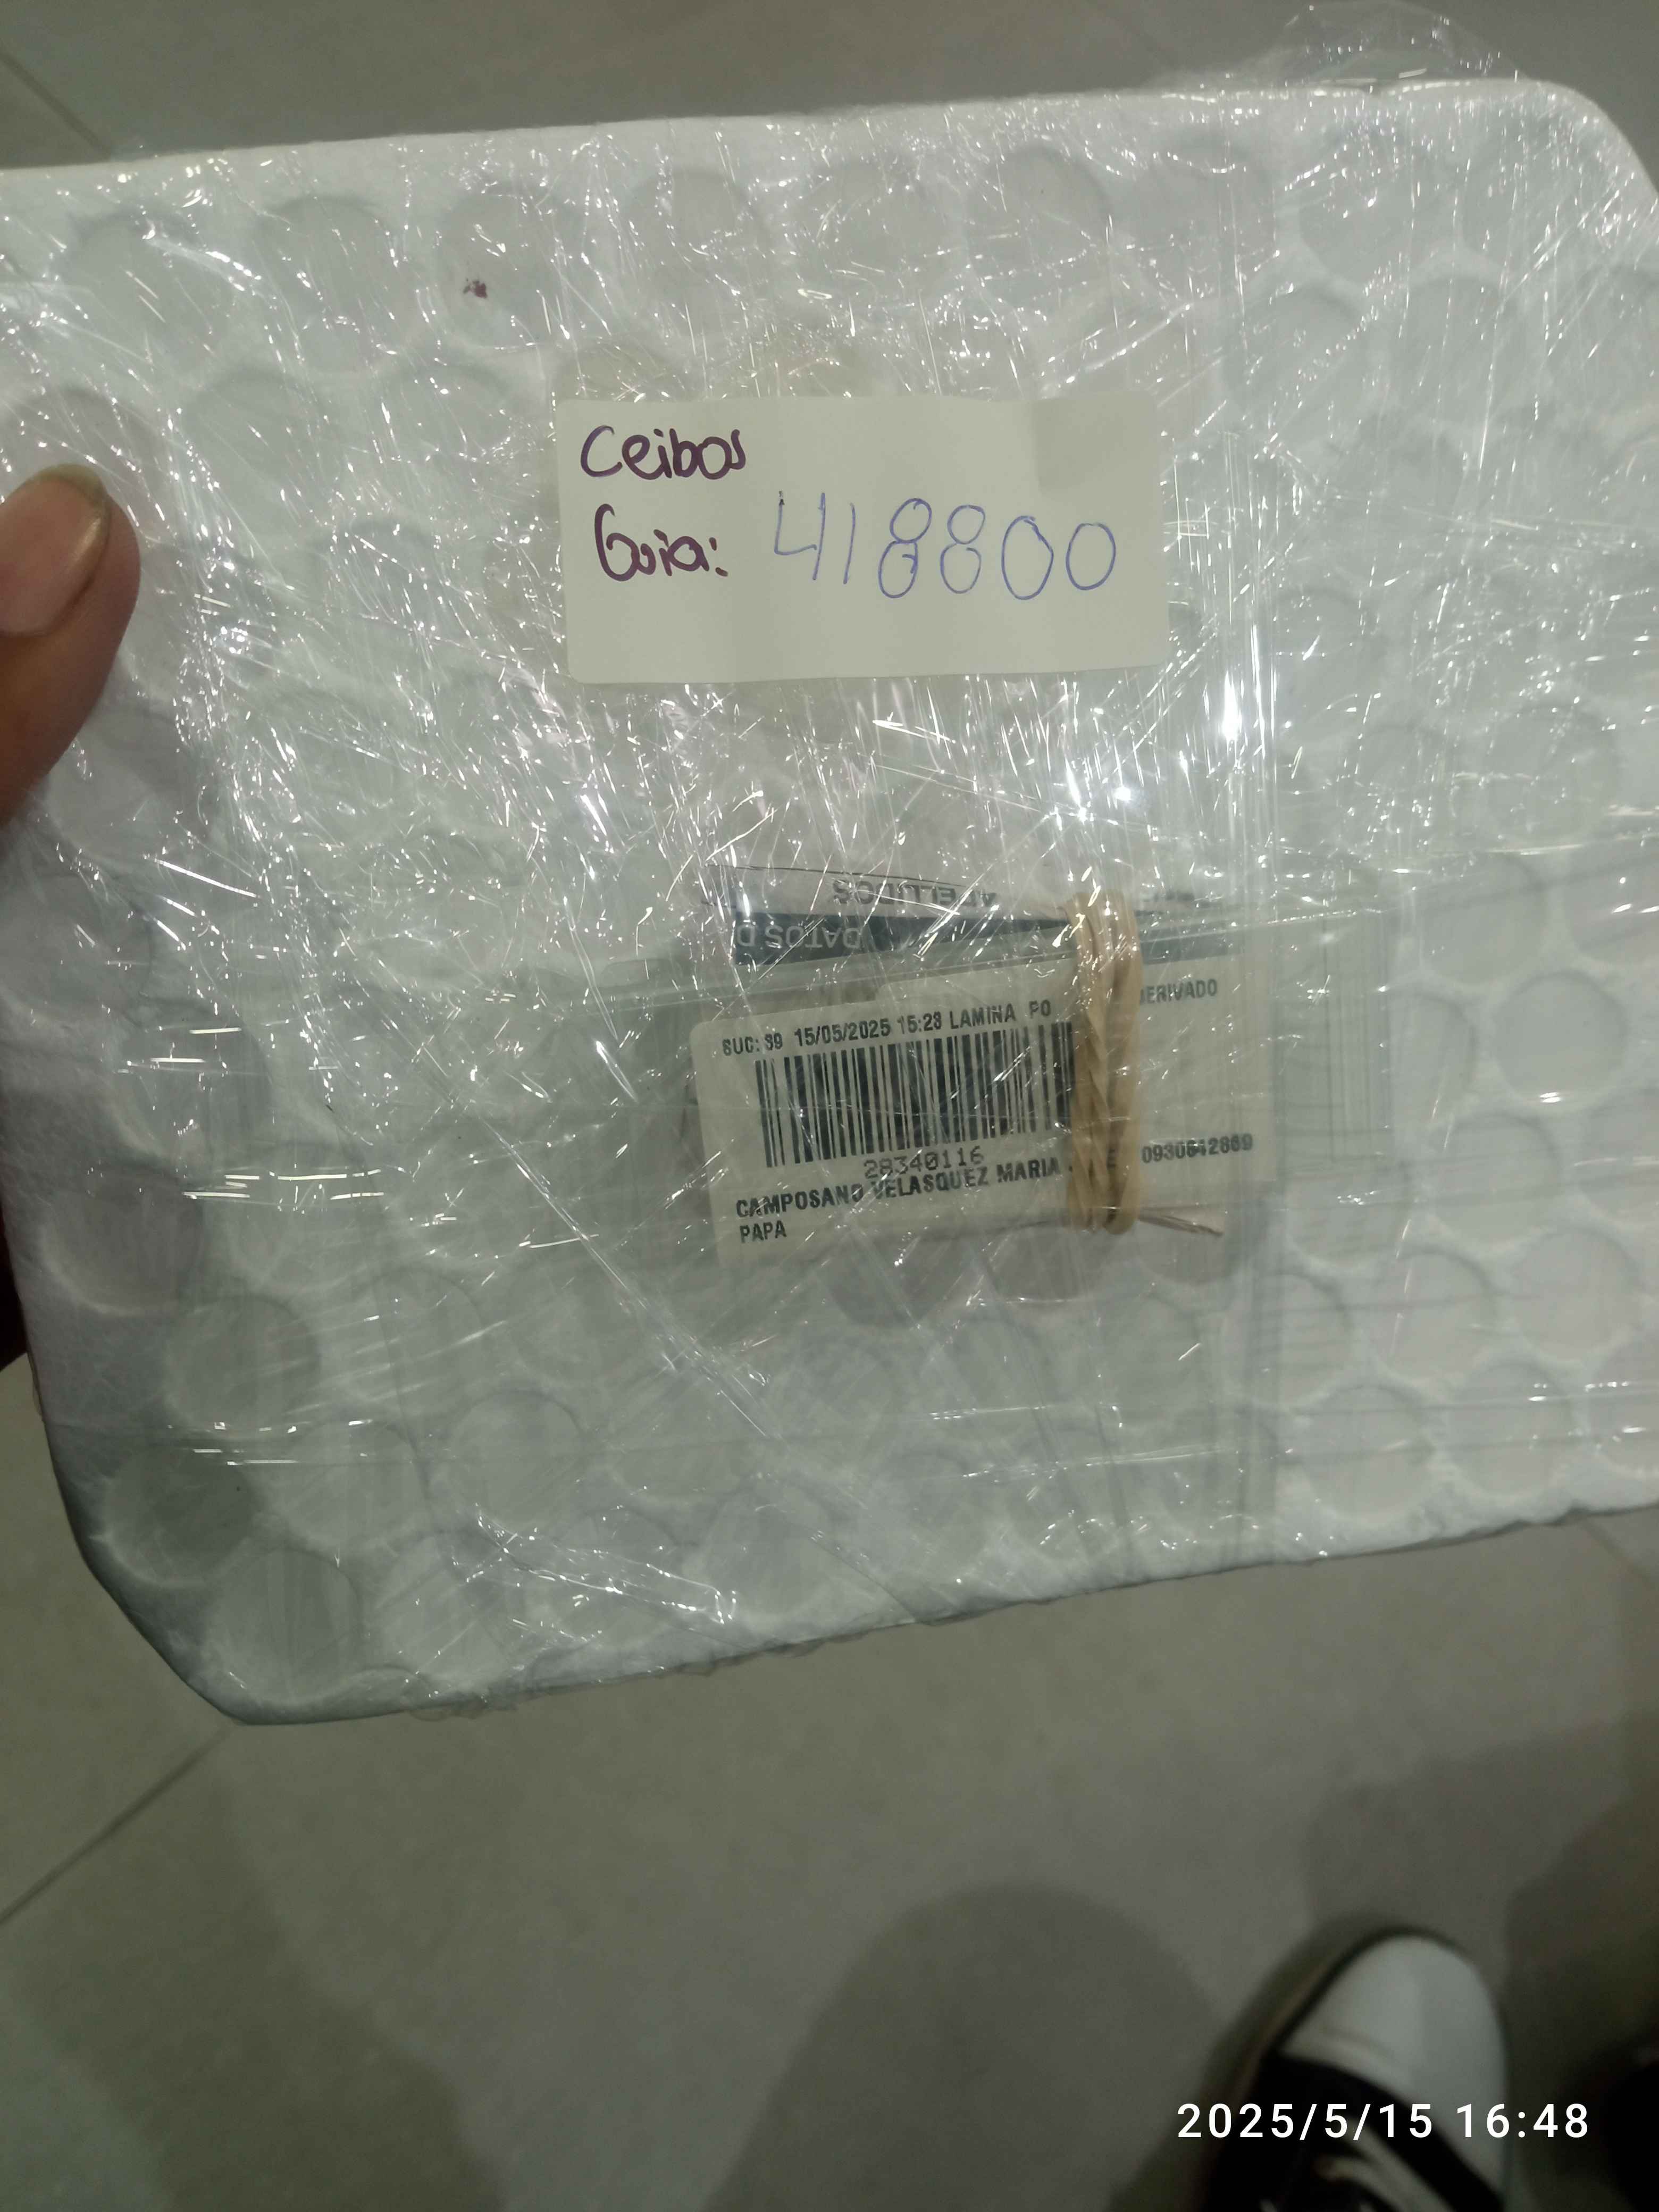 Ceibos
Guia: 418800
APELLIDOS
DATOS D
SUC: 39 15/05/2025 15:28 LAMINA PO
DERIVADO
28340116
CAMPOSANO VELASQUEZ MARIA
PAPA
2025/5/15 16:48